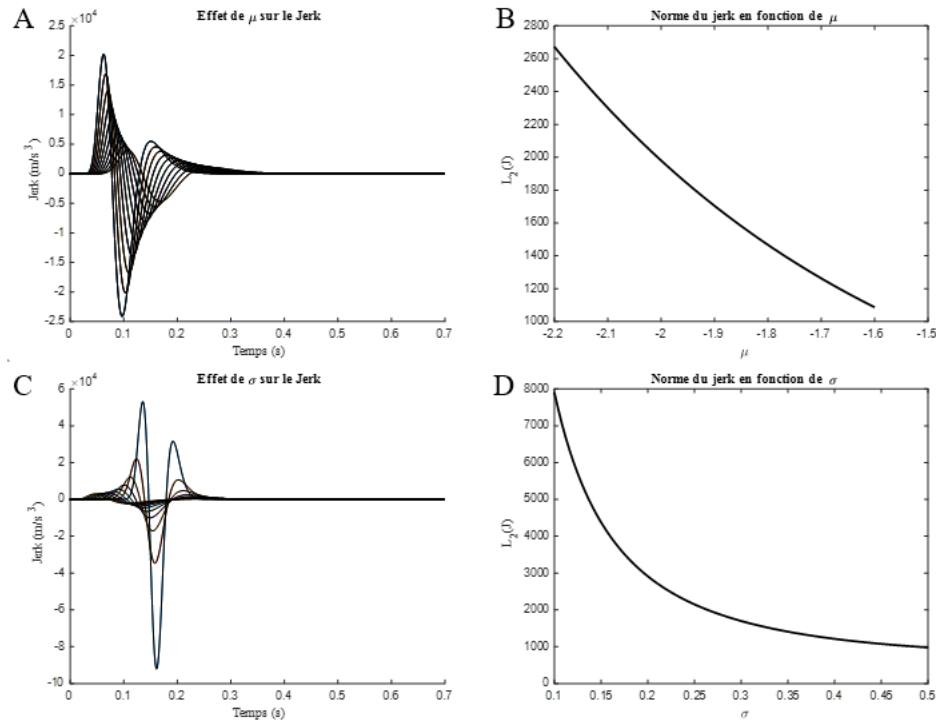 A
Effet de μ sur le Jerk
×10⁴
2.5
2
1.5
1
0.5
0
-0.5
-1
-1.5
-2
-2.5
Jerk (m/s³)
0 0.1 0.2 0.3 0.4 0.5 0.6 0.7
Temps (s)
B
Norme du jerk en fonction de μ
2800
2600
2400
2200
2000
1800
1600
1400
1200
1000
L₂(J)
-2.2 -2.1 -2 -1.9 -1.8 -1.7 -1.6 -1.5
μ
C
Effet de σ sur le Jerk
×10⁴
6
4
2
0
-2
-4
-6
-8
-10
Jerk (m/s³)
0 0.1 0.2 0.3 0.4 0.5 0.6 0.7
Temps (s)
D
Norme du jerk en fonction de σ
8000
7000
6000
5000
4000
3000
2000
1000
0
L₂(J)
0.1 0.15 0.2 0.25 0.3 0.35 0.4 0.45 0.5
σ